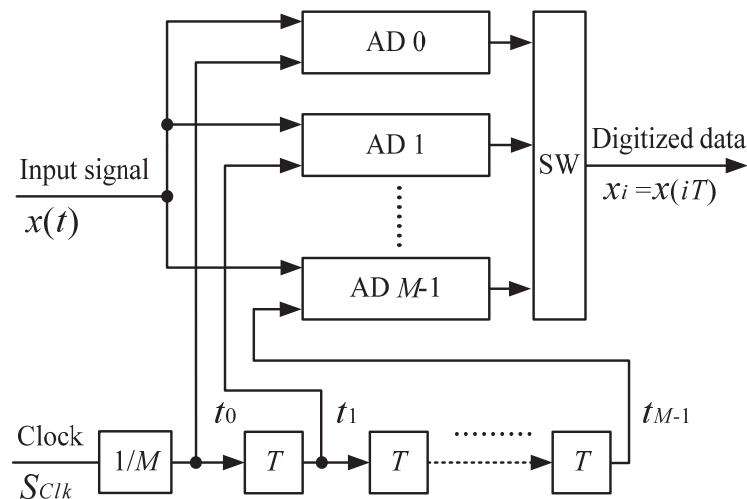 AD 0
AD 1
Input signal
x(t)
SW
Digitized data
xi =x(iT)
AD M-1
Clock
SClk
1/M
t0
T
t1
T
tM-1
T